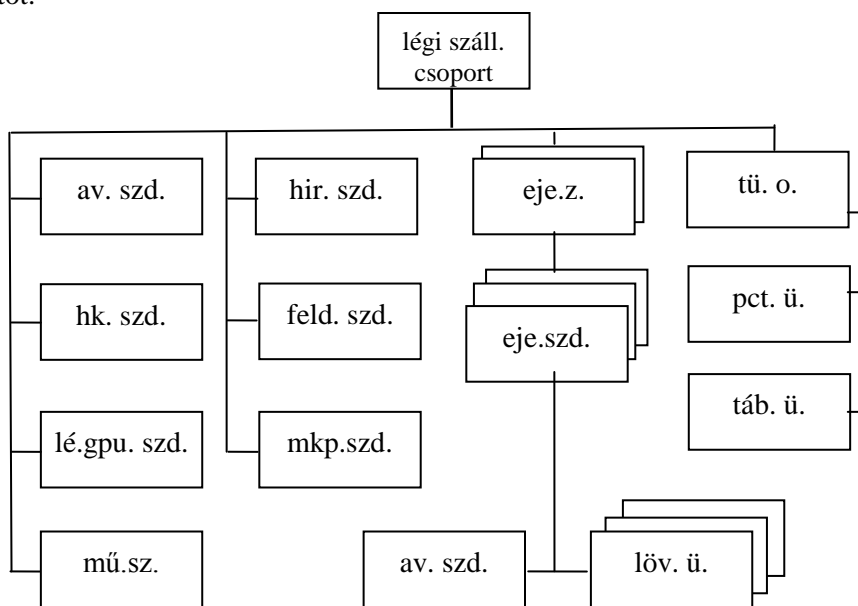 légi száll.
csoport
av. szd.
hir. szd.
eje.z.
tü. o.
hk. szd.
feld. szd.
eje.szd.
pct. ü.
lé.gpu. szd.
mkp.szd.
táb. ü.
mű.sz.
av. szd.
löv. ü.